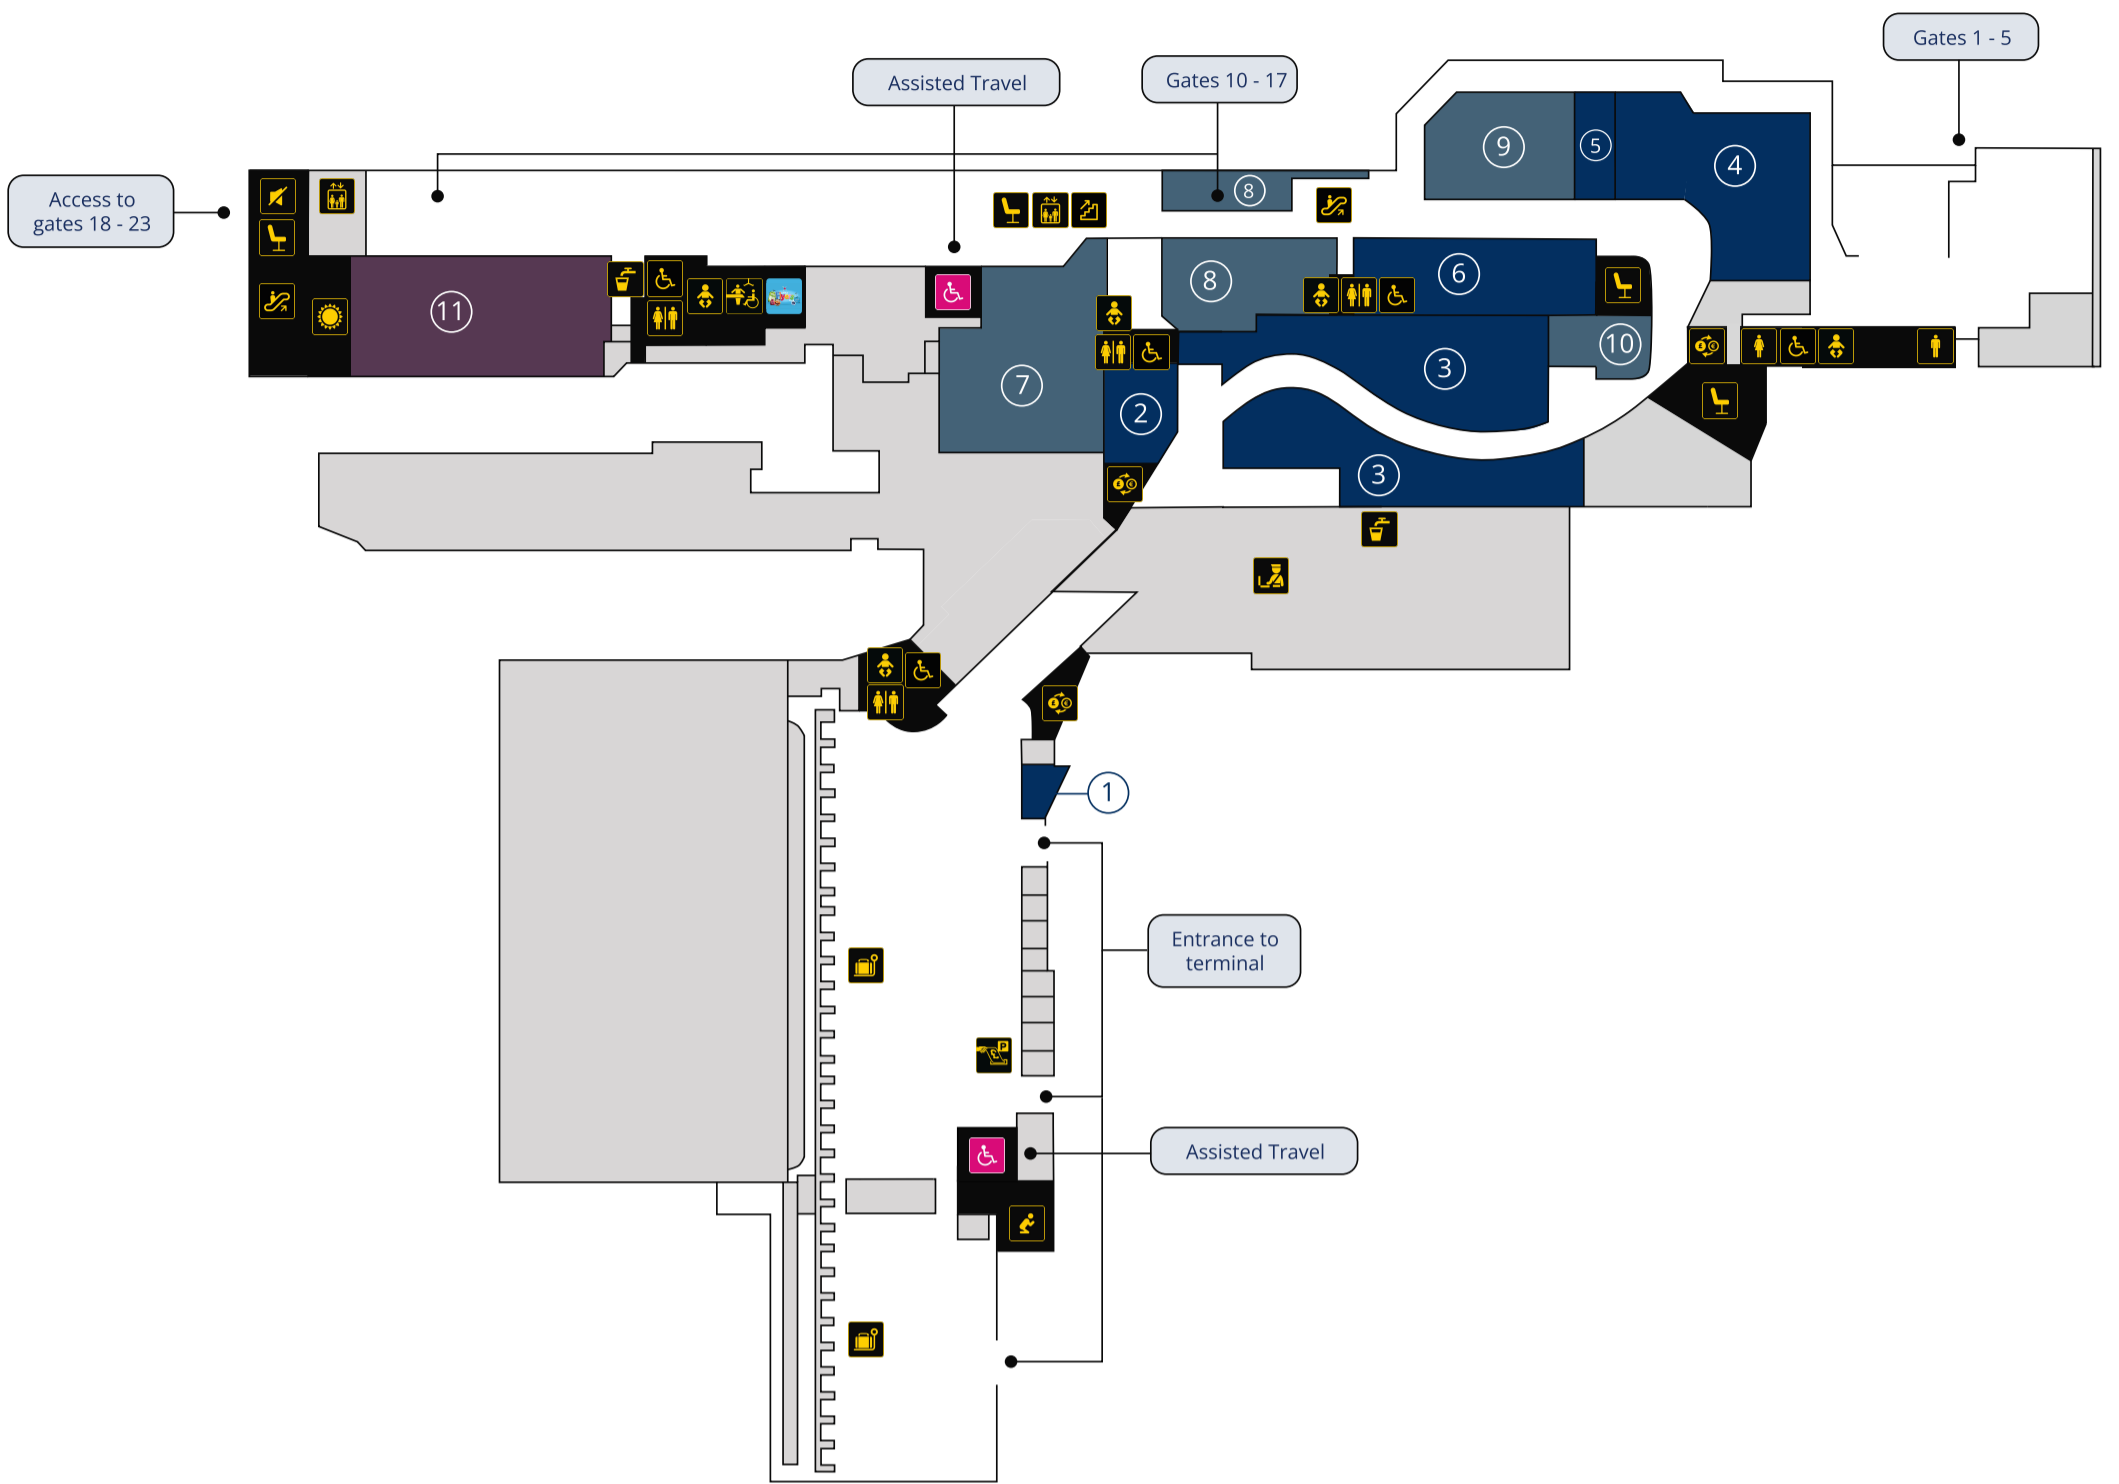 Gates 1 - 5
Assisted Travel
Gates 10 - 17
Access to
gates 18 - 23
9
5
4
8
11
8
6
10
7
2
3
3
1
Entrance to
terminal
P
Assisted Travel